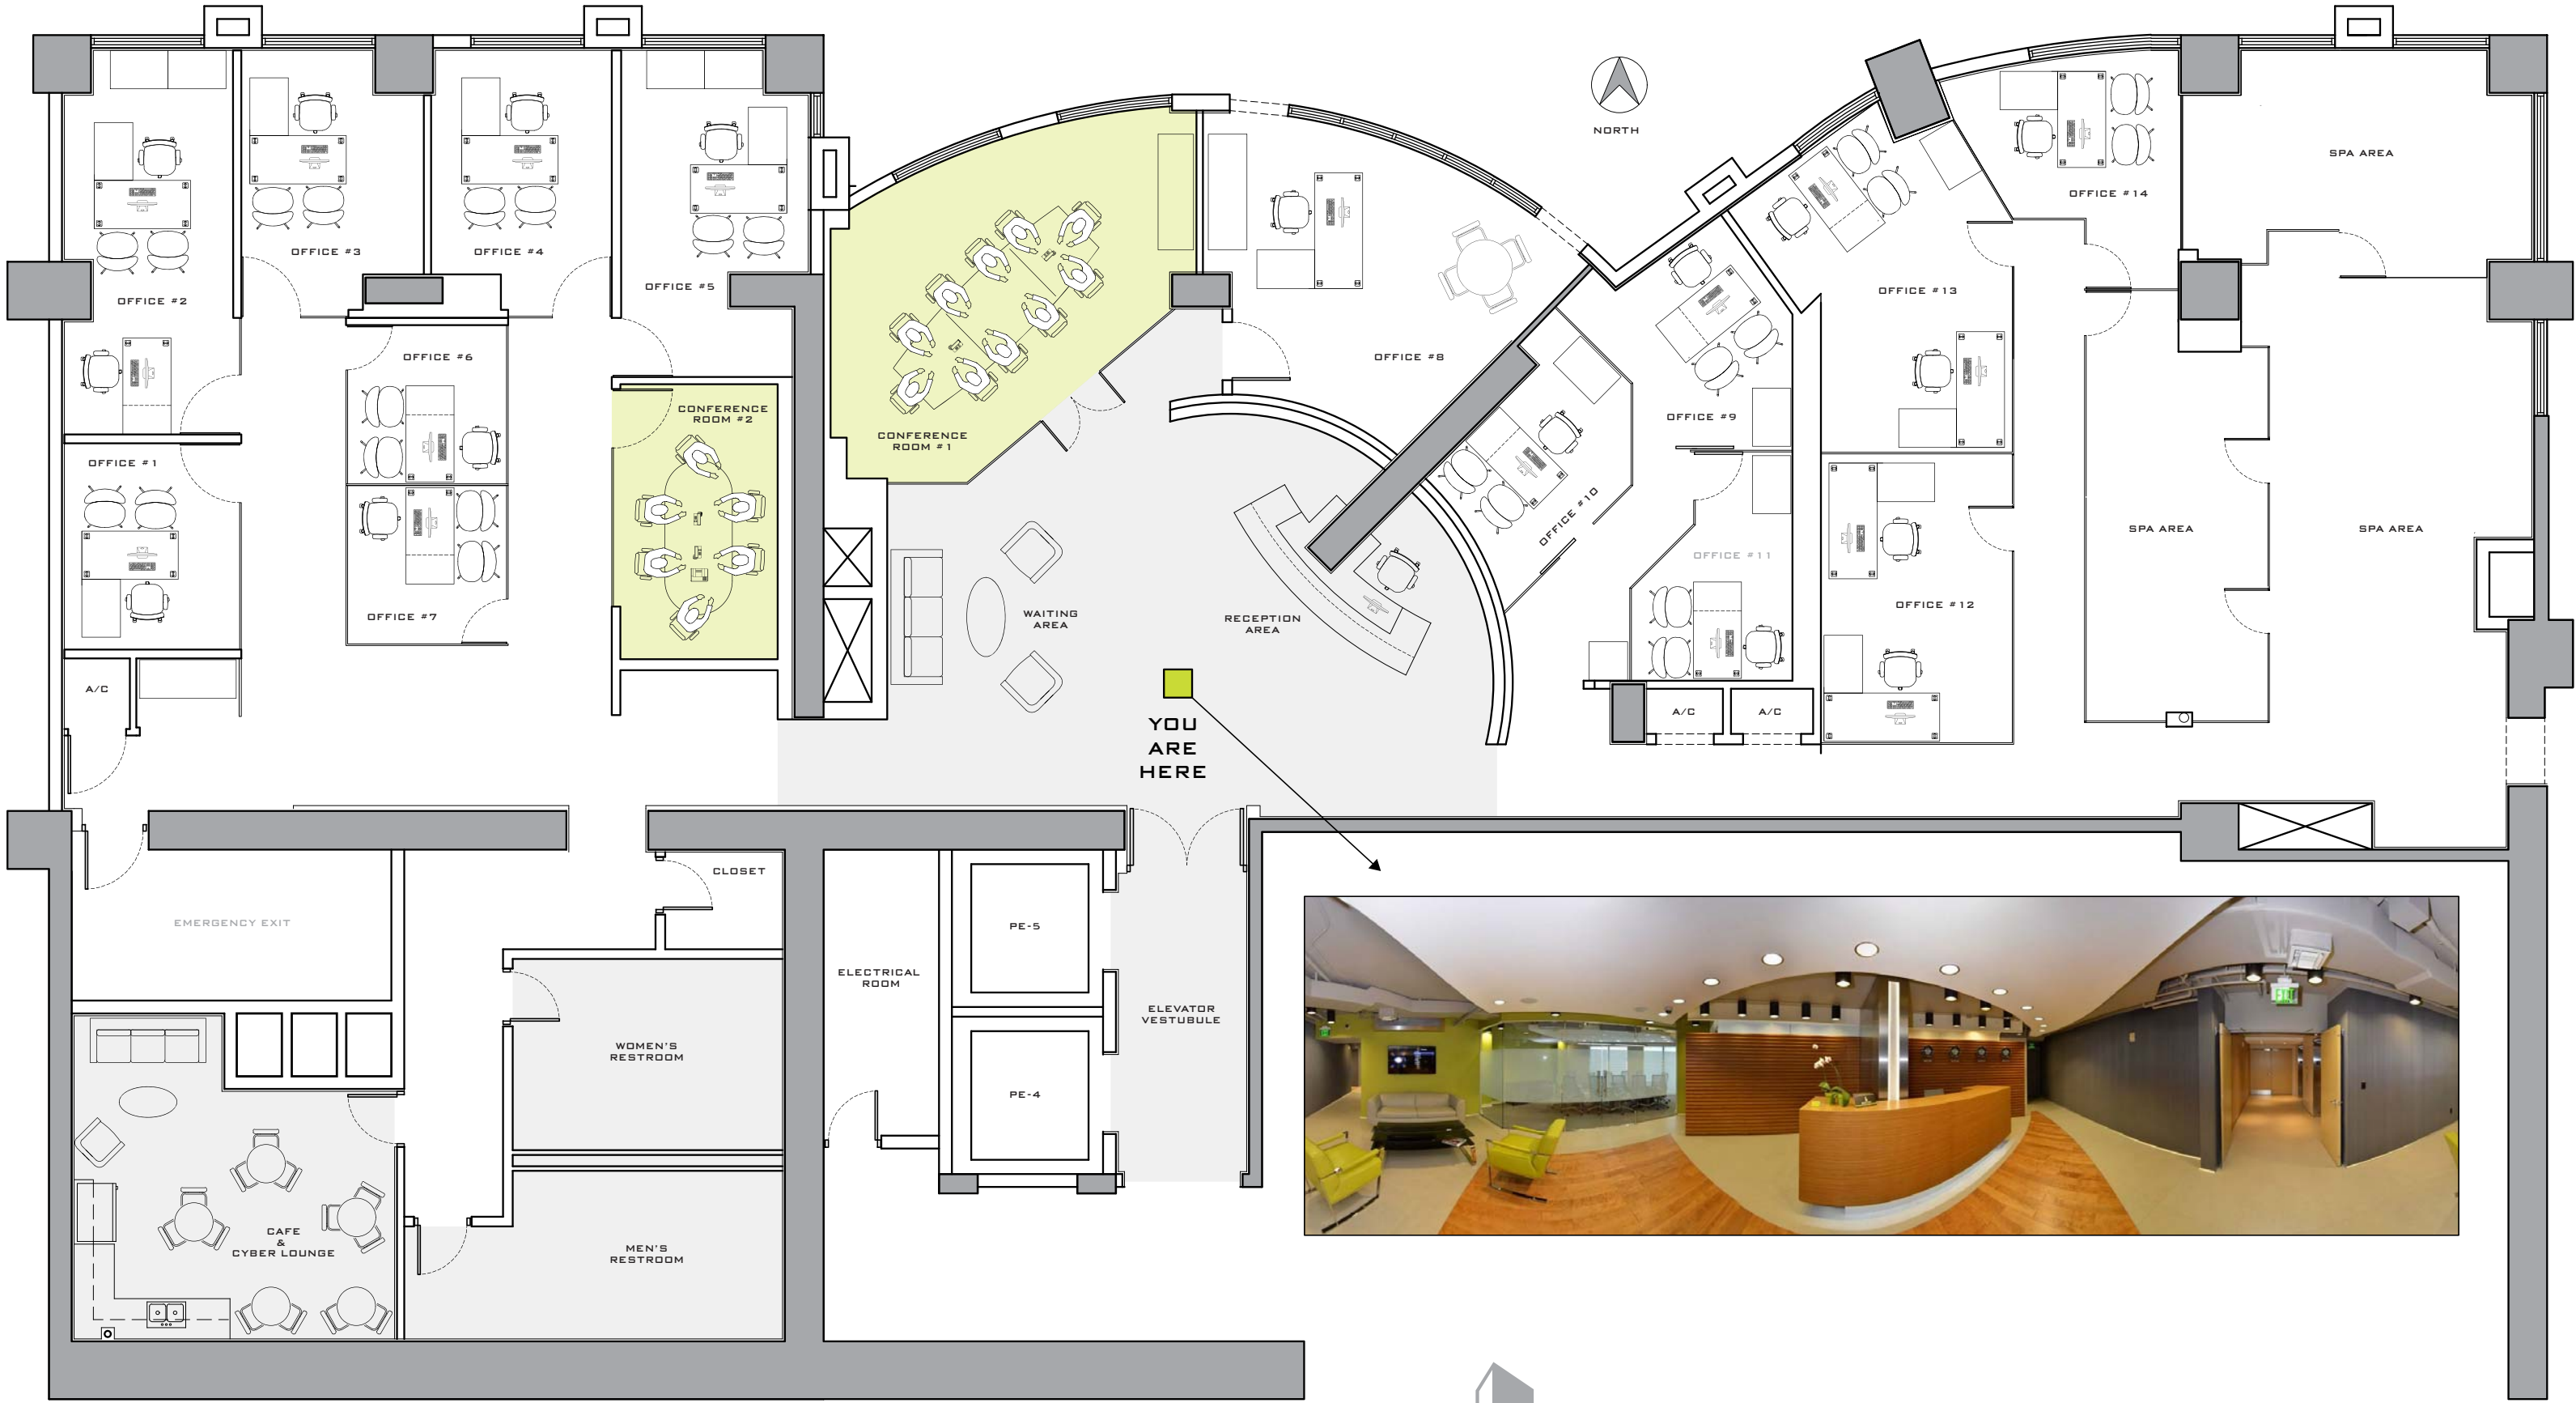 NORTH
SPA AREA
OFFICE #14
OFFICE #3
OFFICE #4
OFFICE #5
OFFICE #2
OFFICE #13
OFFICE #6
OFFICE #8
CONFERENCE
ROOM #2
OFFICE #9
CONFERENCE
ROOM #1
OFFICE #1
OFFICE #10
SPA AREA
SPA AREA
OFFICE #11
OFFICE #12
OFFICE #7
WAITING
AREA
RECEPTION
AREA
A/C
A/C
A/C
YOU
ARE
HERE
CLOSET
EMERGENCY EXIT
PE-5
ELECTRICAL
ROOM
ELEVATOR
VESTUBULE
EXIT
WOMEN'S
RESTROOM
PE-4
CAFE
&
CYBER LOUNGE
MEN'S
RESTROOM